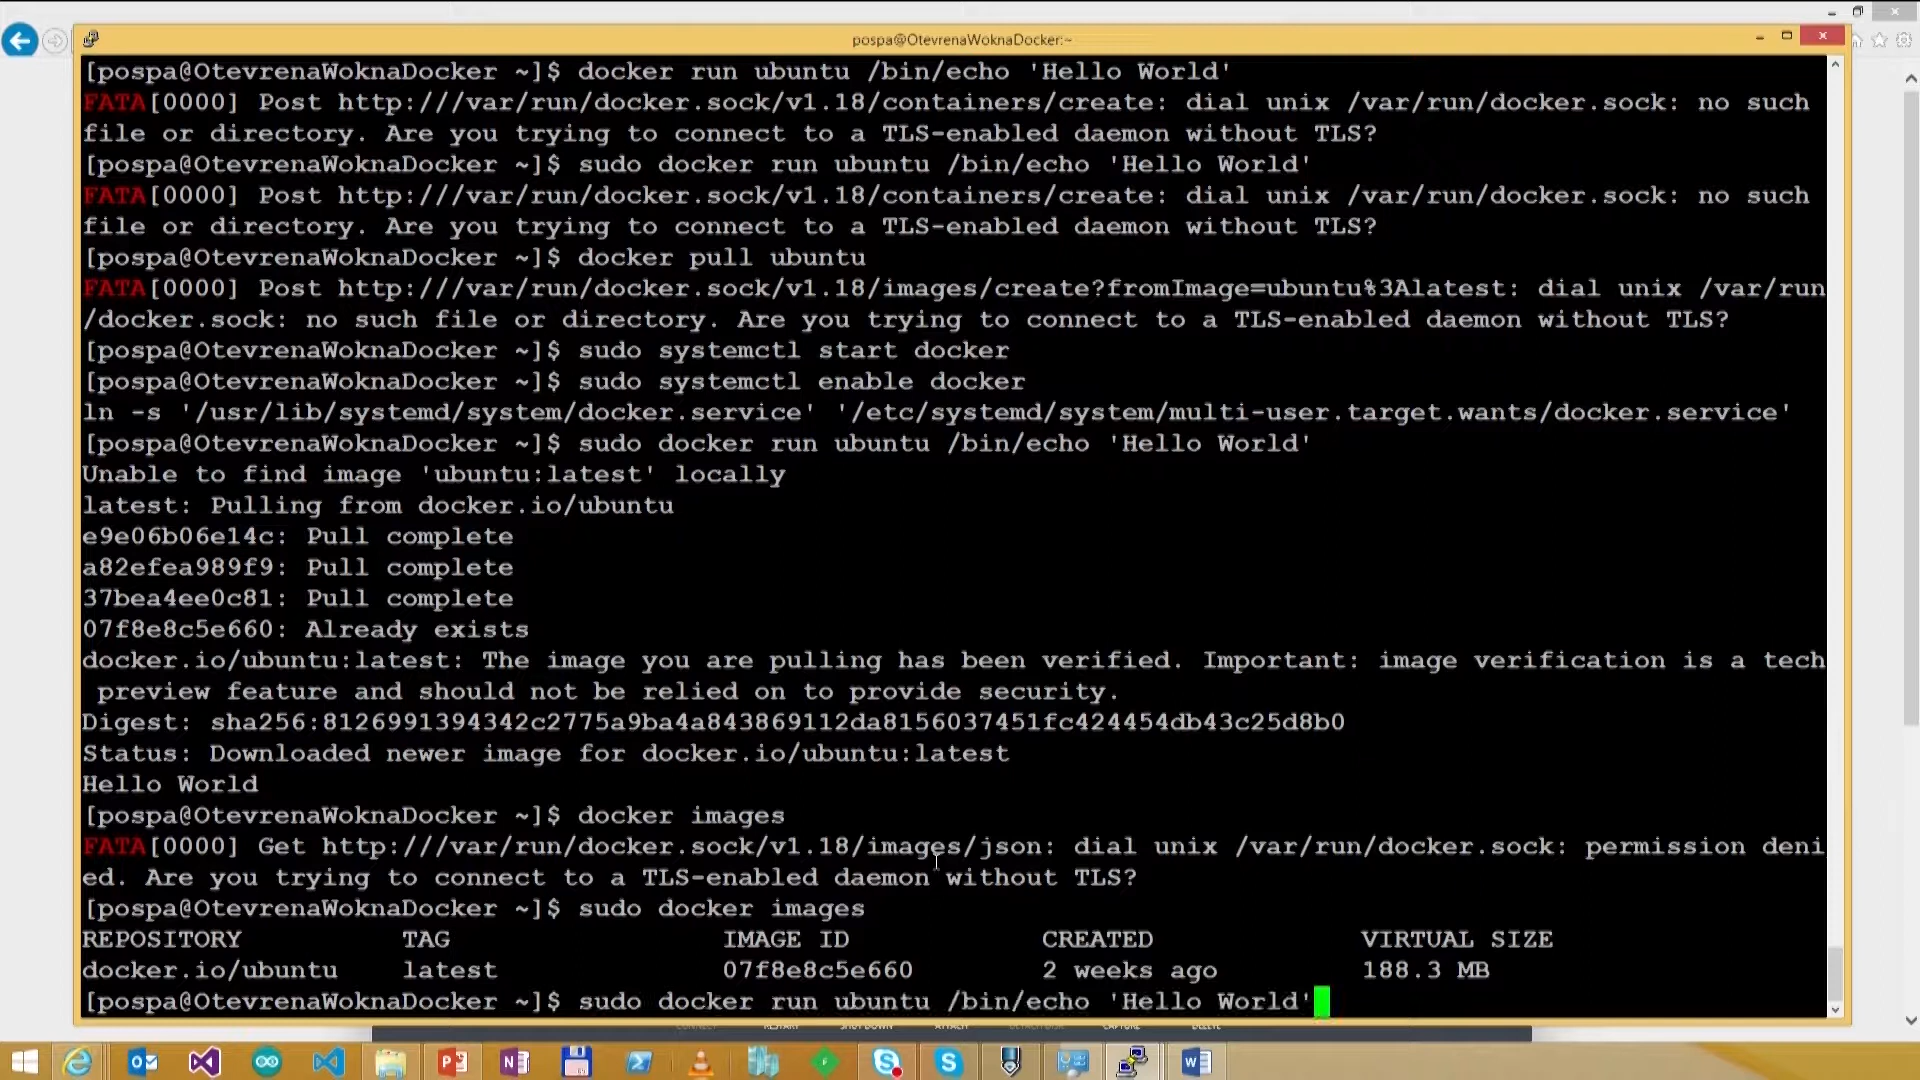 pospa@OtevrenaWoknaDocker:~
[pospa@OtevrenaWoknaDocker ~]$ docker run ubuntu /bin/echo 'Hello World'
FATA[0000] Post http:///var/run/docker.sock/v1.18/containers/create: dial unix /var/run/docker.sock: no such
file or directory. Are you trying to connect to a TLS-enabled daemon without TLS?
[pospa@OtevrenaWoknaDocker ~]$ sudo docker run ubuntu /bin/echo 'Hello World'
FATA[0000] Post http:///var/run/docker.sock/v1.18/containers/create: dial unix /var/run/docker.sock: no such
file or directory. Are you trying to connect to a TLS-enabled daemon without TLS?
[pospa@OtevrenaWoknaDocker ~]$ docker pull ubuntu
FATA[0000] Post http:///var/run/docker.sock/v1.18/images/create?fromImage=ubuntu%3Alatest: dial unix /var/run
/docker.sock: no such file or directory. Are you trying to connect to a TLS-enabled daemon without TLS?
[pospa@OtevrenaWoknaDocker ~]$ sudo systemctl start docker
[pospa@OtevrenaWoknaDocker ~]$ sudo systemctl enable docker
ln -s '/usr/lib/systemd/system/docker.service' '/etc/systemd/system/multi-user.target.wants/docker.service'
[pospa@OtevrenaWoknaDocker ~]$ sudo docker run ubuntu /bin/echo 'Hello World'
Unable to find image 'ubuntu:latest' locally
latest: Pulling from docker.io/ubuntu
e9e06b06e14c: Pull complete
a82efea989f9: Pull complete
37bea4ee0c81: Pull complete
07f8e8c5e660: Already exists
docker.io/ubuntu:latest: The image you are pulling has been verified. Important: image verification is a tech
preview feature and should not be relied on to provide security.
Digest: sha256:8126991394342c2775a9ba4a843869112da8156037451fc424454db43c25d8b0
Status: Downloaded newer image for docker.io/ubuntu:latest
Hello World
[pospa@OtevrenaWoknaDocker ~]$ docker images
FATA[0000] Get http:///var/run/docker.sock/v1.18/images/json: dial unix /var/run/docker.sock: permission deni
ed. Are you trying to connect to a TLS-enabled daemon without TLS?
[pospa@OtevrenaWoknaDocker ~]$ sudo docker images
REPOSITORY TAG IMAGE ID CREATED VIRTUAL SIZE
docker.io/ubuntu latest 07f8e8c5e660 2 weeks ago 188.3 MB
[pospa@OtevrenaWoknaDocker ~]$ sudo docker run ubuntu /bin/echo 'Hello World'